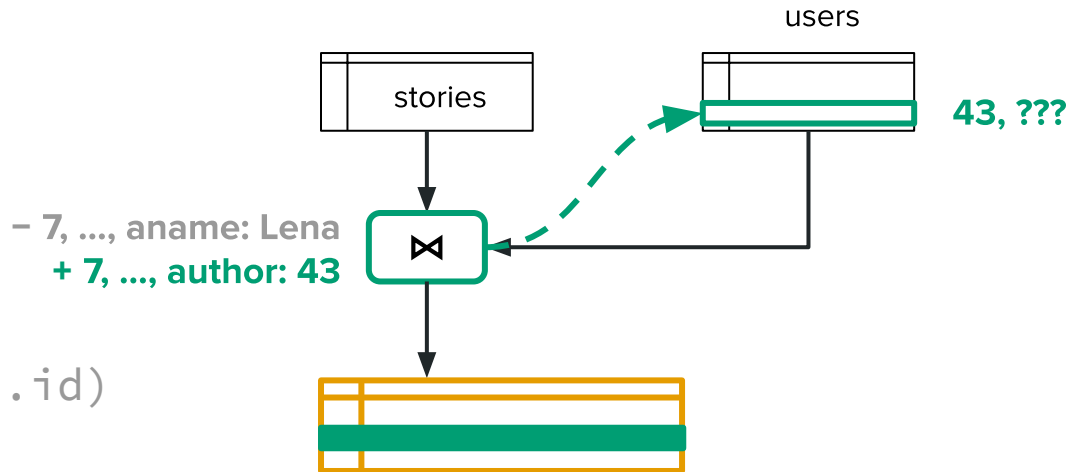 users
stories
43, ???
− 7, ..., aname: Lena
+ 7, ..., author: 43
⋈
.id)